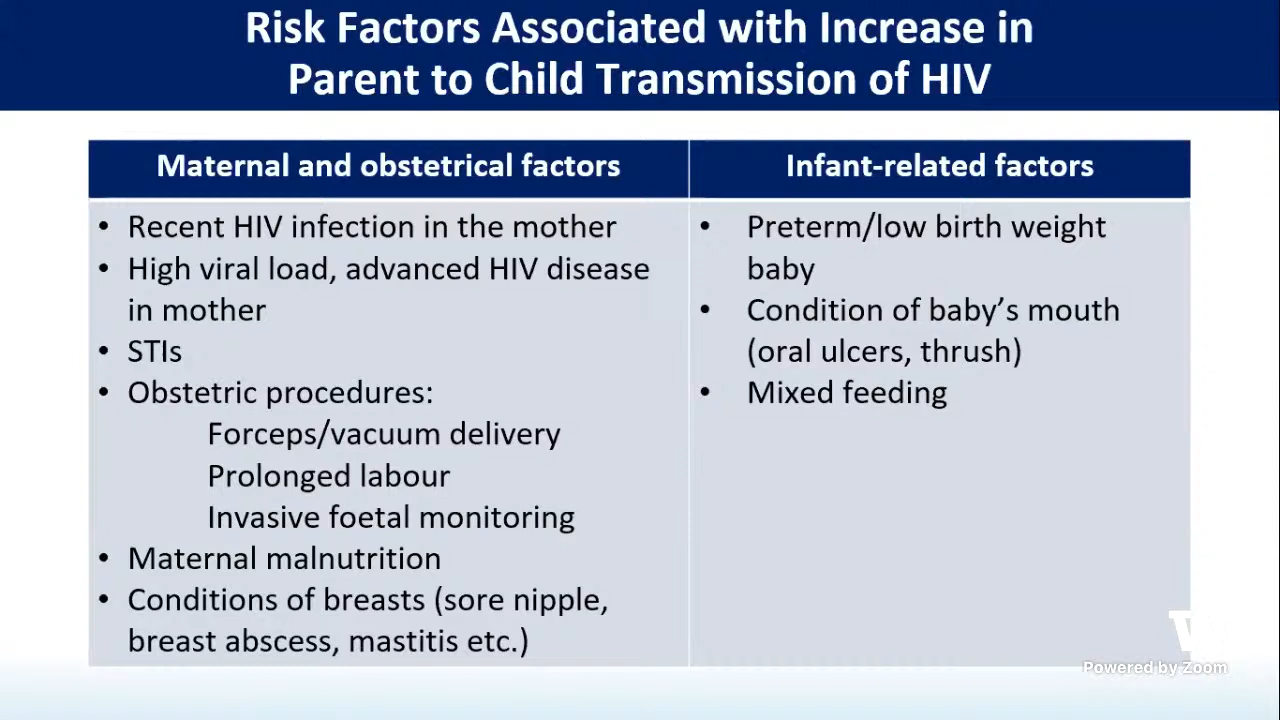 Risk Factors Associated with Increase in
Parent to Child Transmission of HIV
Maternal and obstetrical factors
• Recent HIV infection in the mother
• High viral load, advanced HIV disease
in mother
• STIs
• Obstetric procedures:
Forceps/vacuum delivery
Prolonged labour
Invasive foetal monitoring
• Maternal malnutrition
• Conditions of breasts (sore nipple,
breast abscess, mastitis etc.)
Infant-related factors
• Preterm/low birth weight
baby
• Condition of baby’s mouth
(oral ulcers, thrush)
• Mixed feeding
Powered by Zoom